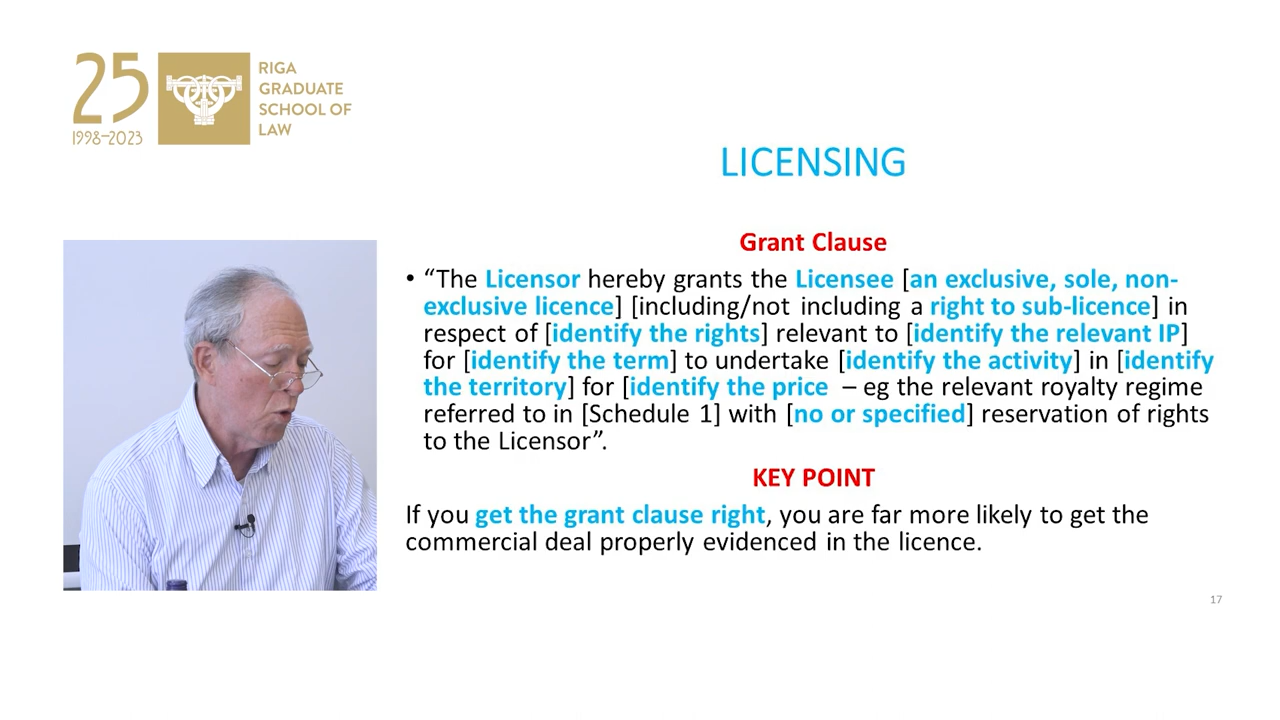 25
1998–2023
RIGA
GRADUATE
SCHOOL OF
LAW
LICENSING
Grant Clause
• “The Licensor hereby grants the Licensee [an exclusive, sole, non-
exclusive licence] [including/not including a right to sub-licence] in
respect of [identify the rights] relevant to [identify the relevant IP]
for [identify the term] to undertake [identify the activity] in [identify
the territory] for [identify the price – eg the relevant royalty regime
referred to in [Schedule 1] with [no or specified] reservation of rights
to the Licensor”.
KEY POINT
If you get the grant clause right, you are far more likely to get the
commercial deal properly evidenced in the licence.
17